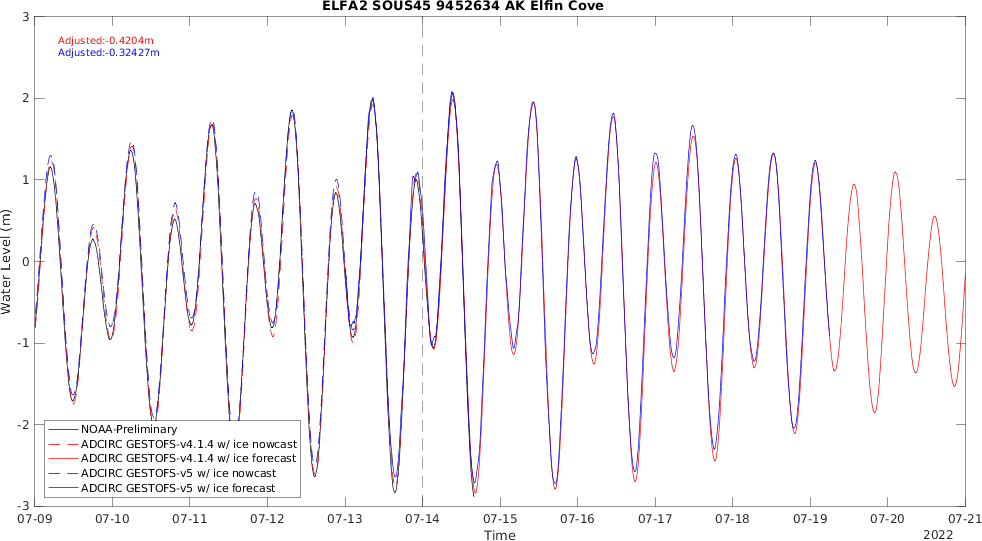 ELFA2 SOUS45 9452634 AK Elfin Cove
Adjusted:-0.4204m
Adjusted:-0.32427m
3
2
1
0
-1
-2
-3
Water Level (m)
NOAA-Preliminary
ADCIRC GESTOFS-v4.1.4 w/ ice nowcast
ADCIRC GESTOFS-v4.1.4 w/ ice forecast
ADCIRC GESTOFS-v5 w/ ice nowcast
ADCIRC GESTOFS-v5 w/ ice forecast
07-09 07-10 07-11 07-12 07-13 07-14 07-15 07-16 07-17 07-18 07-19 07-20 07-21
Time
2022